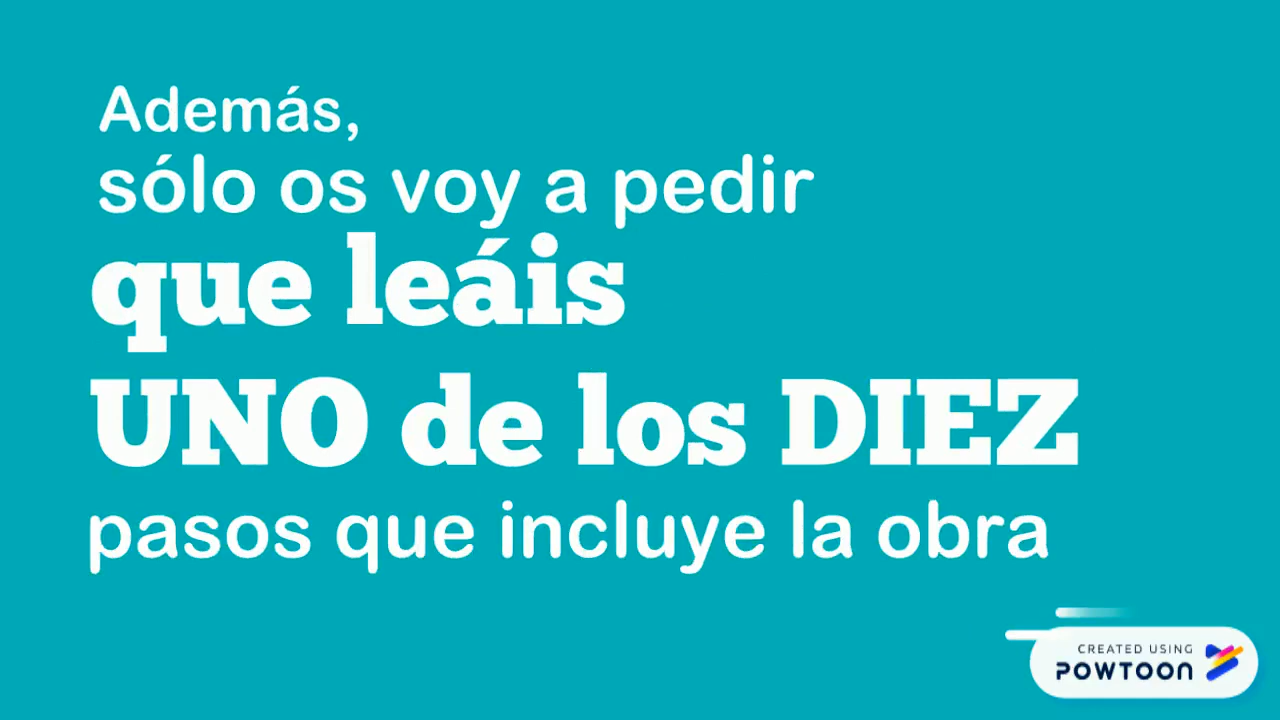 Además,
sólo os voy a pedir
que leáis
UNO de los DIEZ
pasos que incluye la obra
CREATED USING
POWTOON